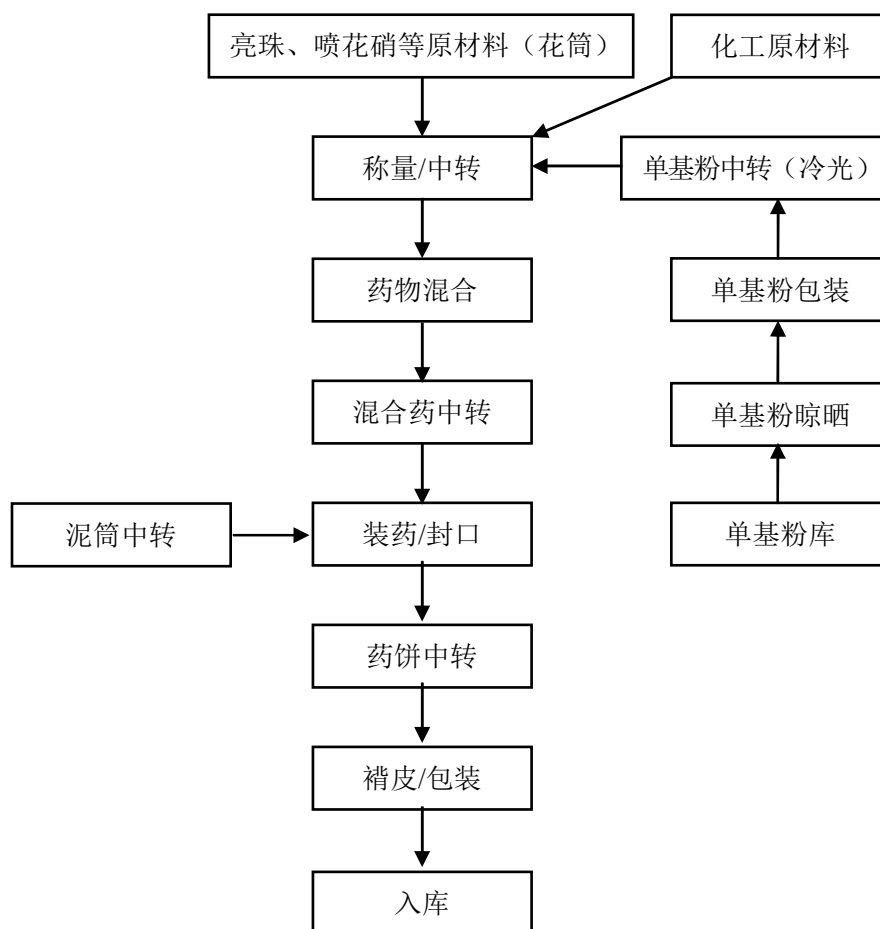 亮珠、喷花硝等原材料（花筒）
化工原材料
称量/中转
单基粉中转（冷光）
药物混合
单基粉包装
混合药中转
单基粉晾晒
泥筒中转
装药/封口
单基粉库
药饼中转
褙皮/包装
入库